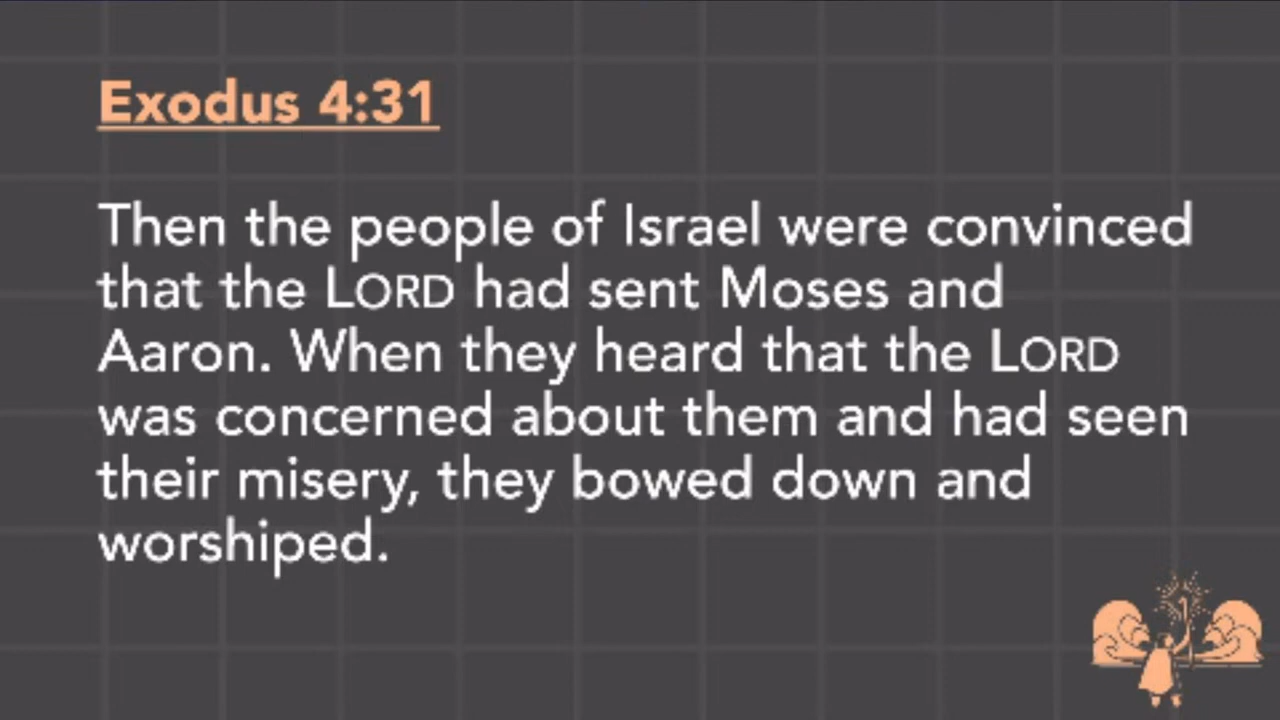 Exodus 4:31
Then the people of Israel were convinced
that the LORD had sent Moses and
Aaron. When they heard that the LORD
was concerned about them and had seen
their misery, they bowed down and
worshiped.